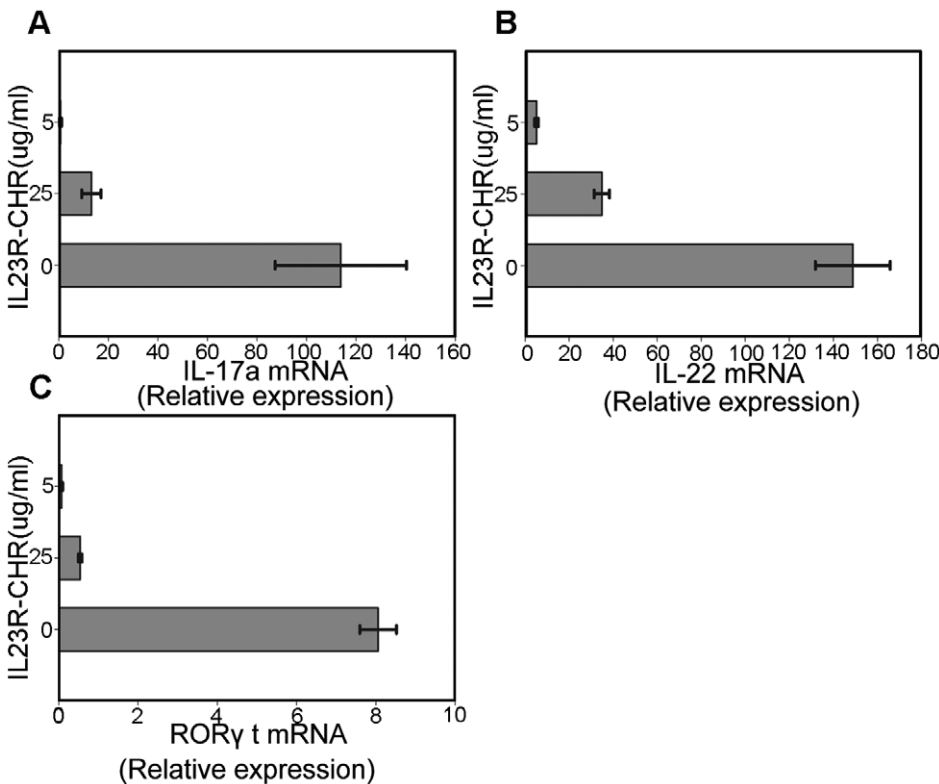 A
IL23R-CHR(ug/ml)
5
25
0
0 20 40 60 80 100 120 140 160
IL-17a mRNA
(Relative expression)
B
IL23R-CHR(ug/ml)
5
25
0
0 20 40 60 80 100 120 140 160 180
IL-22 mRNA
(Relative expression)
C
IL23R-CHR(ug/ml)
5
25
0
0 2 4 6 8 10
RORγ t mRNA
(Relative expression)